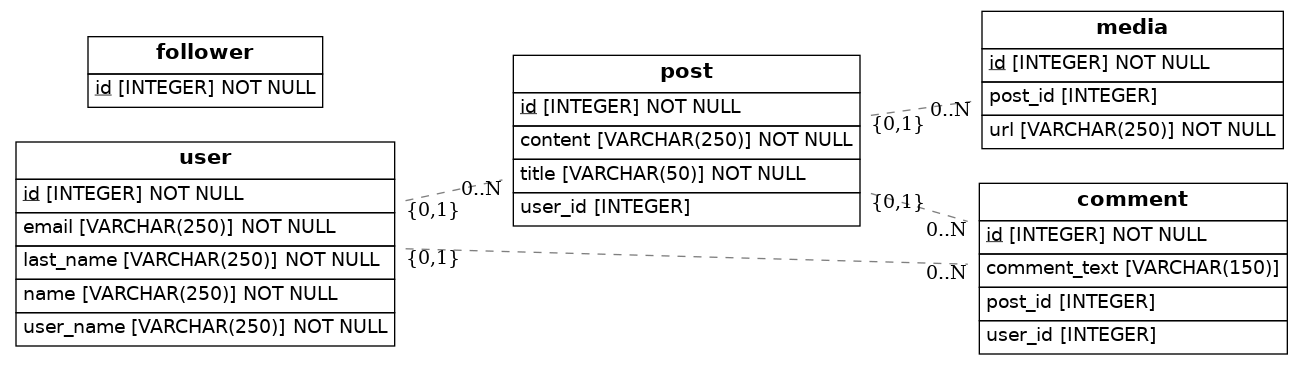 follower
id [INTEGER] NOT NULL
user
id [INTEGER] NOT NULL
email [VARCHAR(250)] NOT NULL
last_name [VARCHAR(250)] NOT NULL
name [VARCHAR(250)] NOT NULL
user_name [VARCHAR(250)] NOT NULL
0..N
{0,1}
{0,1}
post
id [INTEGER] NOT NULL
content [VARCHAR(250)] NOT NULL
title [VARCHAR(50)] NOT NULL
user_id [INTEGER]
0..N
{0,1}
{0,1}
0..N
0..N
media
id [INTEGER] NOT NULL
post_id [INTEGER]
url [VARCHAR(250)] NOT NULL
comment
id [INTEGER] NOT NULL
comment_text [VARCHAR(150)]
post_id [INTEGER]
user_id [INTEGER]